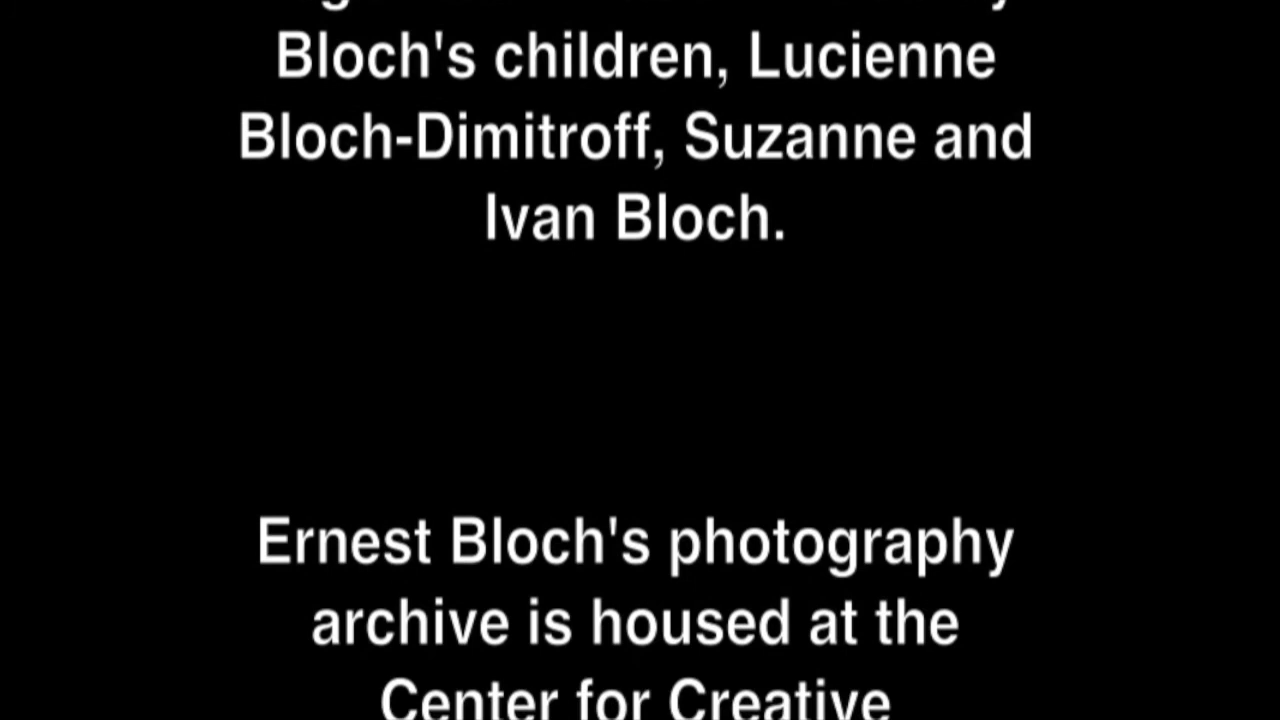 Bloch's children, Lucienne
Bloch-Dimitroff, Suzanne and
Ivan Bloch.
Ernest Bloch's photography
archive is housed at the
Center for Creative